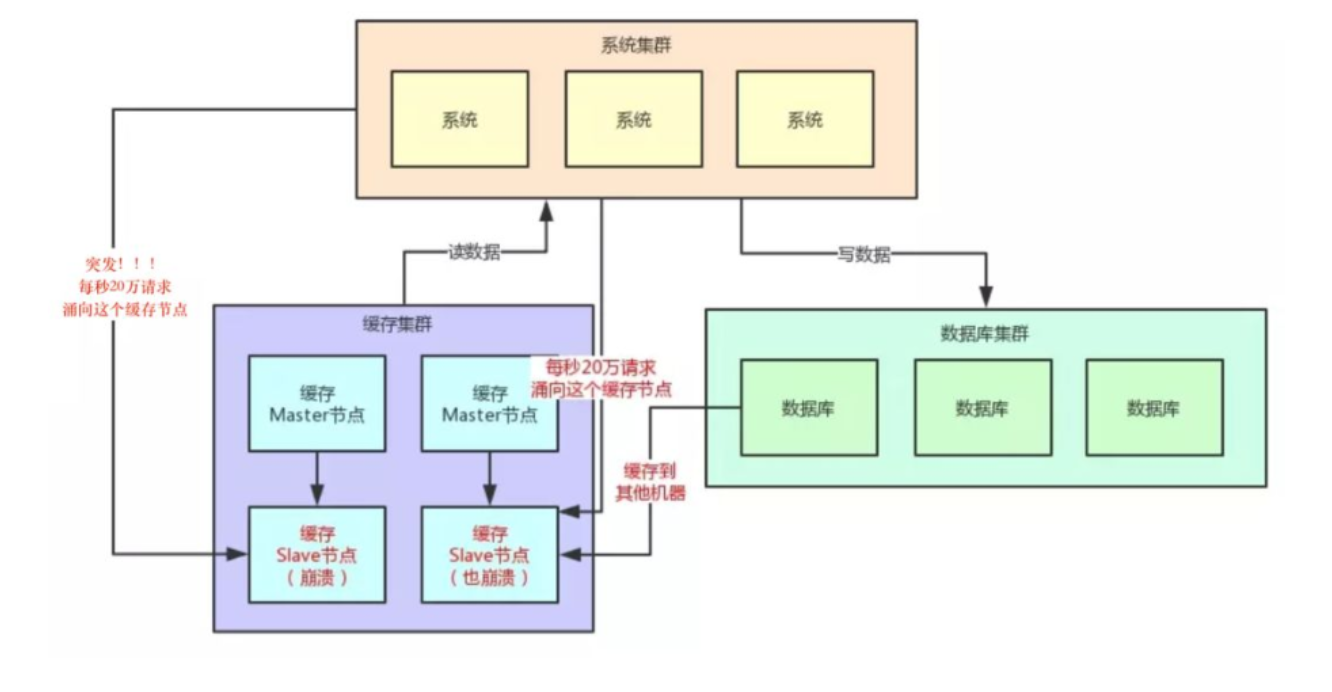 系统集群
系统
系统
系统
读数据
写数据
突发！！！
每秒20万请求
涌向这个缓存节点
缓存集群
缓存
Master节点
缓存
Master节点
每秒20万请求
涌向这个缓存节点
缓存
Slave节点
（崩溃）
缓存
Slave节点
（也崩溃）
缓存到
其他机器
数据库集群
数据库
数据库
数据库